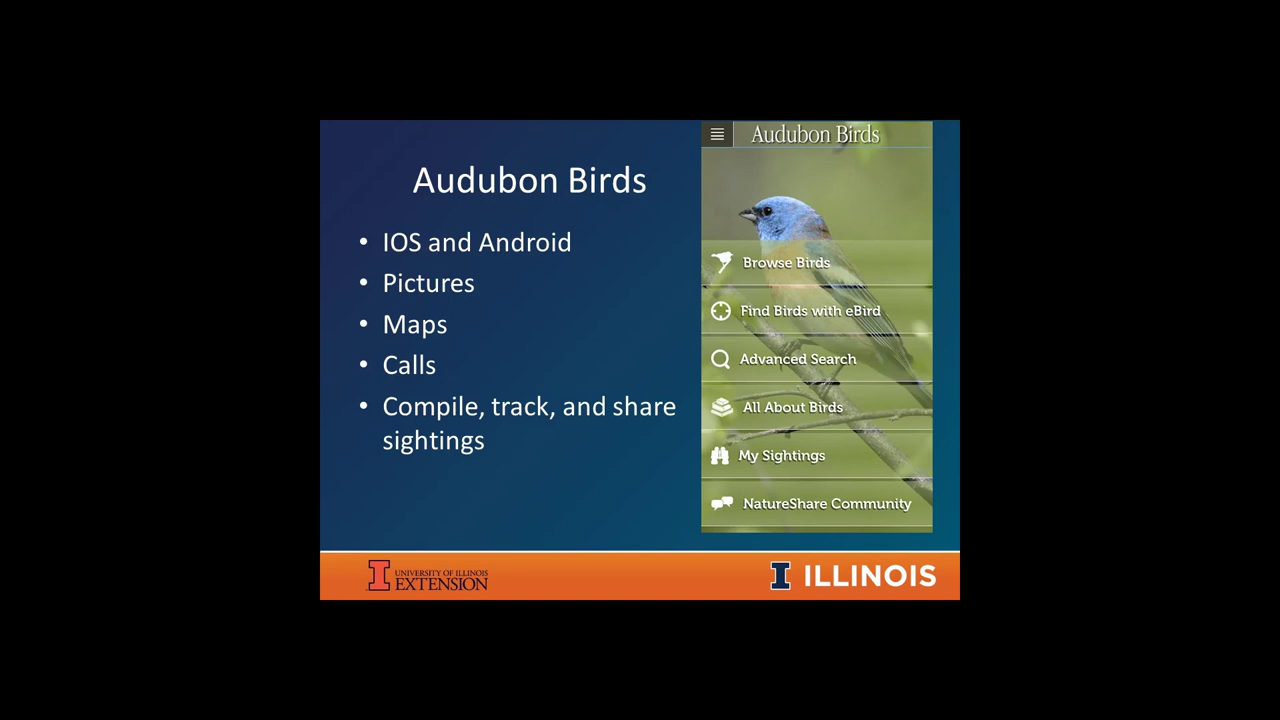 Audubon Birds
• IOS and Android
• Pictures
• Maps
• Calls
• Compile, track, and share
sightings
Audubon Birds
Browse Birds
Find Birds with eBird
Advanced Search
All About Birds
My Sightings
NatureShare Community
UNIVERSITY OF ILLINOIS
EXTENSION
ILLINOIS